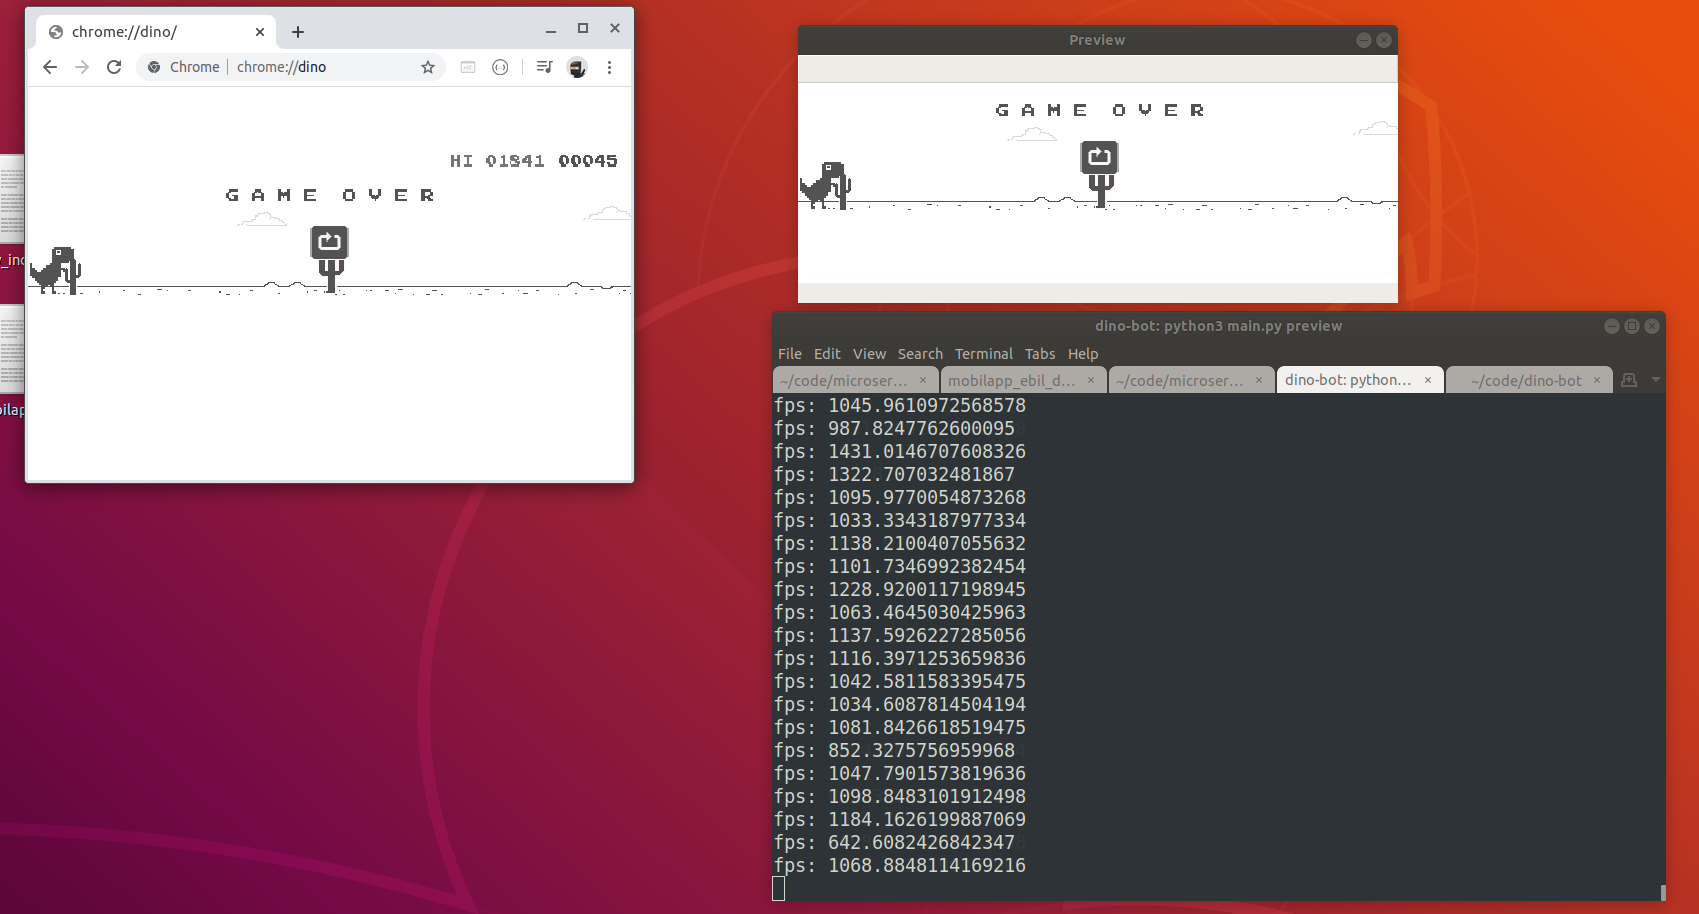 chrome://dino/
Chrome | chrome://dino
HI 01841 00045
GAME OVER
_inc
bilap
Preview
GAME OVER
dino-bot: python3 main.py preview
File Edit View Search Terminal Tabs Help
~/code/microser... mobilapp_ebil_d... ~/code/microser... dino-bot: python... ~/code/dino-bot
fps: 1045.9610972568578
fps: 987.8247762600095
fps: 1431.0146707608326
fps: 1322.707032481867
fps: 1095.9770054873268
fps: 1033.3343187977334
fps: 1138.2100407055632
fps: 1101.7346992382454
fps: 1228.9200117198945
fps: 1063.4645030425963
fps: 1137.5926227285056
fps: 1116.3971253659836
fps: 1042.5811583395475
fps: 1034.6087814504194
fps: 1081.8426618519475
fps: 852.3275756959968
fps: 1047.7901573819636
fps: 1098.8483101912498
fps: 1184.1626199887069
fps: 642.6082426842347
fps: 1068.8848114169216